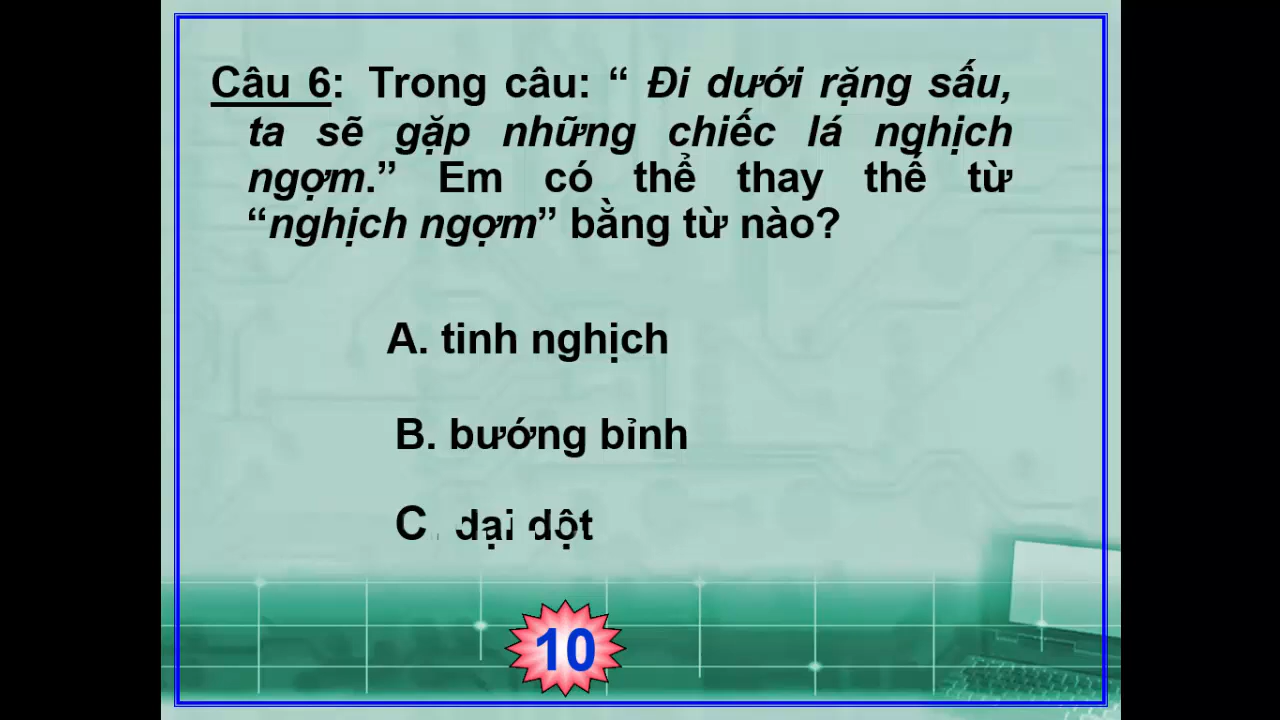 Câu 6: Trong câu: “ Đi dưới rặng sấu,
ta sẽ gặp những chiếc lá nghịch
ngợm.” Em có thể thay thế từ
“nghịch ngợm” bằng từ nào?
A. tinh nghịch
B. bướng bỉnh
C. dại dột
10